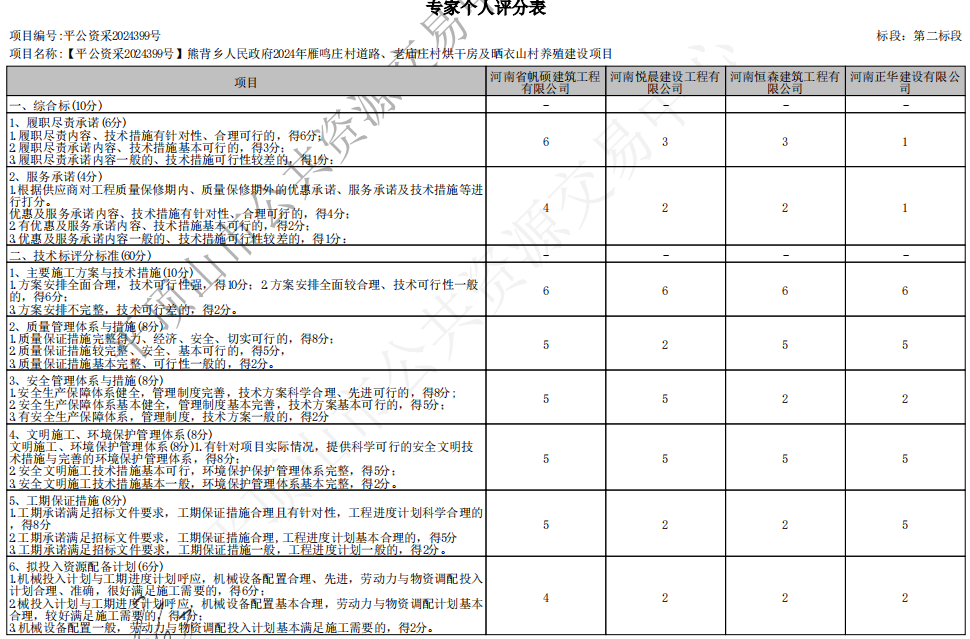 专家个人评分表
项目编号:平公资采2024399号 标段：第二标段
项目名称:【平公资采2024399号】熊背乡人民政府2024年雁鸣庄村道路、老庙庄村烘干房及晒衣山村养殖建设项目
项目 河南省帆硕建筑工程有限公司 河南悦晨建设工程有限公司 河南恒森建筑工程有限公司 河南正华建设有限公司
一、综合标(10分) - - - -
1、履职尽责承诺(6分)
1.履职尽责内容、技术措施有针对性、合理可行的，得6分;
2.履职尽责承诺内容、技术措施基本可行的，得3分;
3.履职尽责承诺内容一般的、技术措施可行性较差的，得1分;
6 3 3 1
2、服务承诺(4分)
1.根据供应商对工程质量保修期内、质量保修期外的优惠承诺、服务承诺及技术措施等进
行打分。
优惠及服务承诺内容、技术措施有针对性、合理可行的，得4分;
2.有优惠及服务承诺内容、技术措施基本可行的，得2分;
3.优惠及服务承诺内容一般的、技术措施可行性较差的，得1分;
4 2 2 1
二、技术标评分标准(60分) - - - -
1、主要施工方案与技术措施(10分)
1.方案安排全面合理，技术可行性强，得10分；2.方案安排全面较合理、技术可行性一般
的，得6分;
3.方案安排不完整，技术可行差的，得2分。
6 6 6 6
2、质量管理体系与措施(8分)
1.质量保证措施完整得力、经济、安全、切实可行的，得8分;
2.质量保证措施较完整、安全、基本可行的，得5分,
3.质量保证措施基本完整、可行性一般的，得2分。
5 2 5 5
3、安全管理体系与措施(8分)
1.安全生产保障体系健全，管理制度完善，技术方案科学合理、先进可行的，得8分;
2.安全生产保障体系基本健全，管理制度基本完善，技术方案基本可行的，得5分;
3.有安全生产保障体系，管理制度，技术方案一般的，得2分
5 5 2 2
4、文明施工、环境保护管理体系(8分)
文明施工、环境保护管理体系(8分)1.有针对项目实际情况，提供科学可行的安全文明技
术措施与完善的环境保护管理体系，得8分;
2.安全文明施工技术措施基本可行，环境保护保护管理体系完整，得5分;
3.安全文明施工技术措施基本一般，环境保护管理体系基本完整，得2分。
5 5 5 5
5、工期保证措施(8分)
1.工期承诺满足招标文件要求，工期保证措施合理且有针对性，工程进度计划科学合理的
，得8分
2.工期承诺满足招标文件要求，工期保证措施合理,工程进度计划基本合理的，得5分
3.工期承诺满足招标文件要求，工期保证措施一般，工程进度计划一般的，得2分。
5 2 2 5
6、拟投入资源配备计划(6分)
1.机械投入计划与工期进度计划呼应，机械设备配置合理、先进，劳动力与物资调配投入
计划合理、准确，很好满足施工需要的，得6分;
2.械投入计划与工期进度计划呼应，机械设备配置基本合理，劳动力与物资调配计划基本
合理，较好满足施工需要的，得4分;
3.机械设备配置一般，劳动力与物资调配投入计划基本满足施工需要的，得2分。
4 2 2 2
平顶山市公共资源交易中心